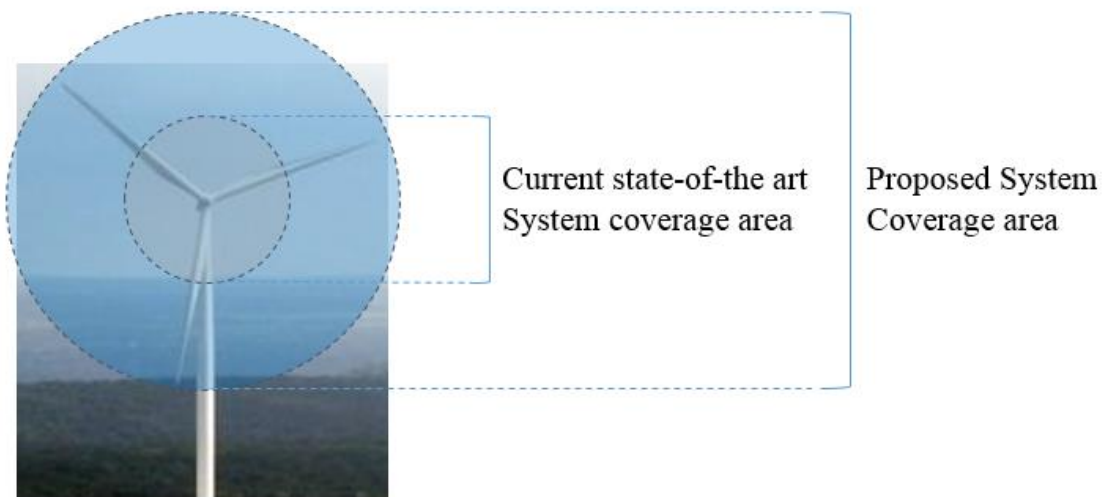 Current state-of-the art
System coverage area
Proposed System
Coverage area